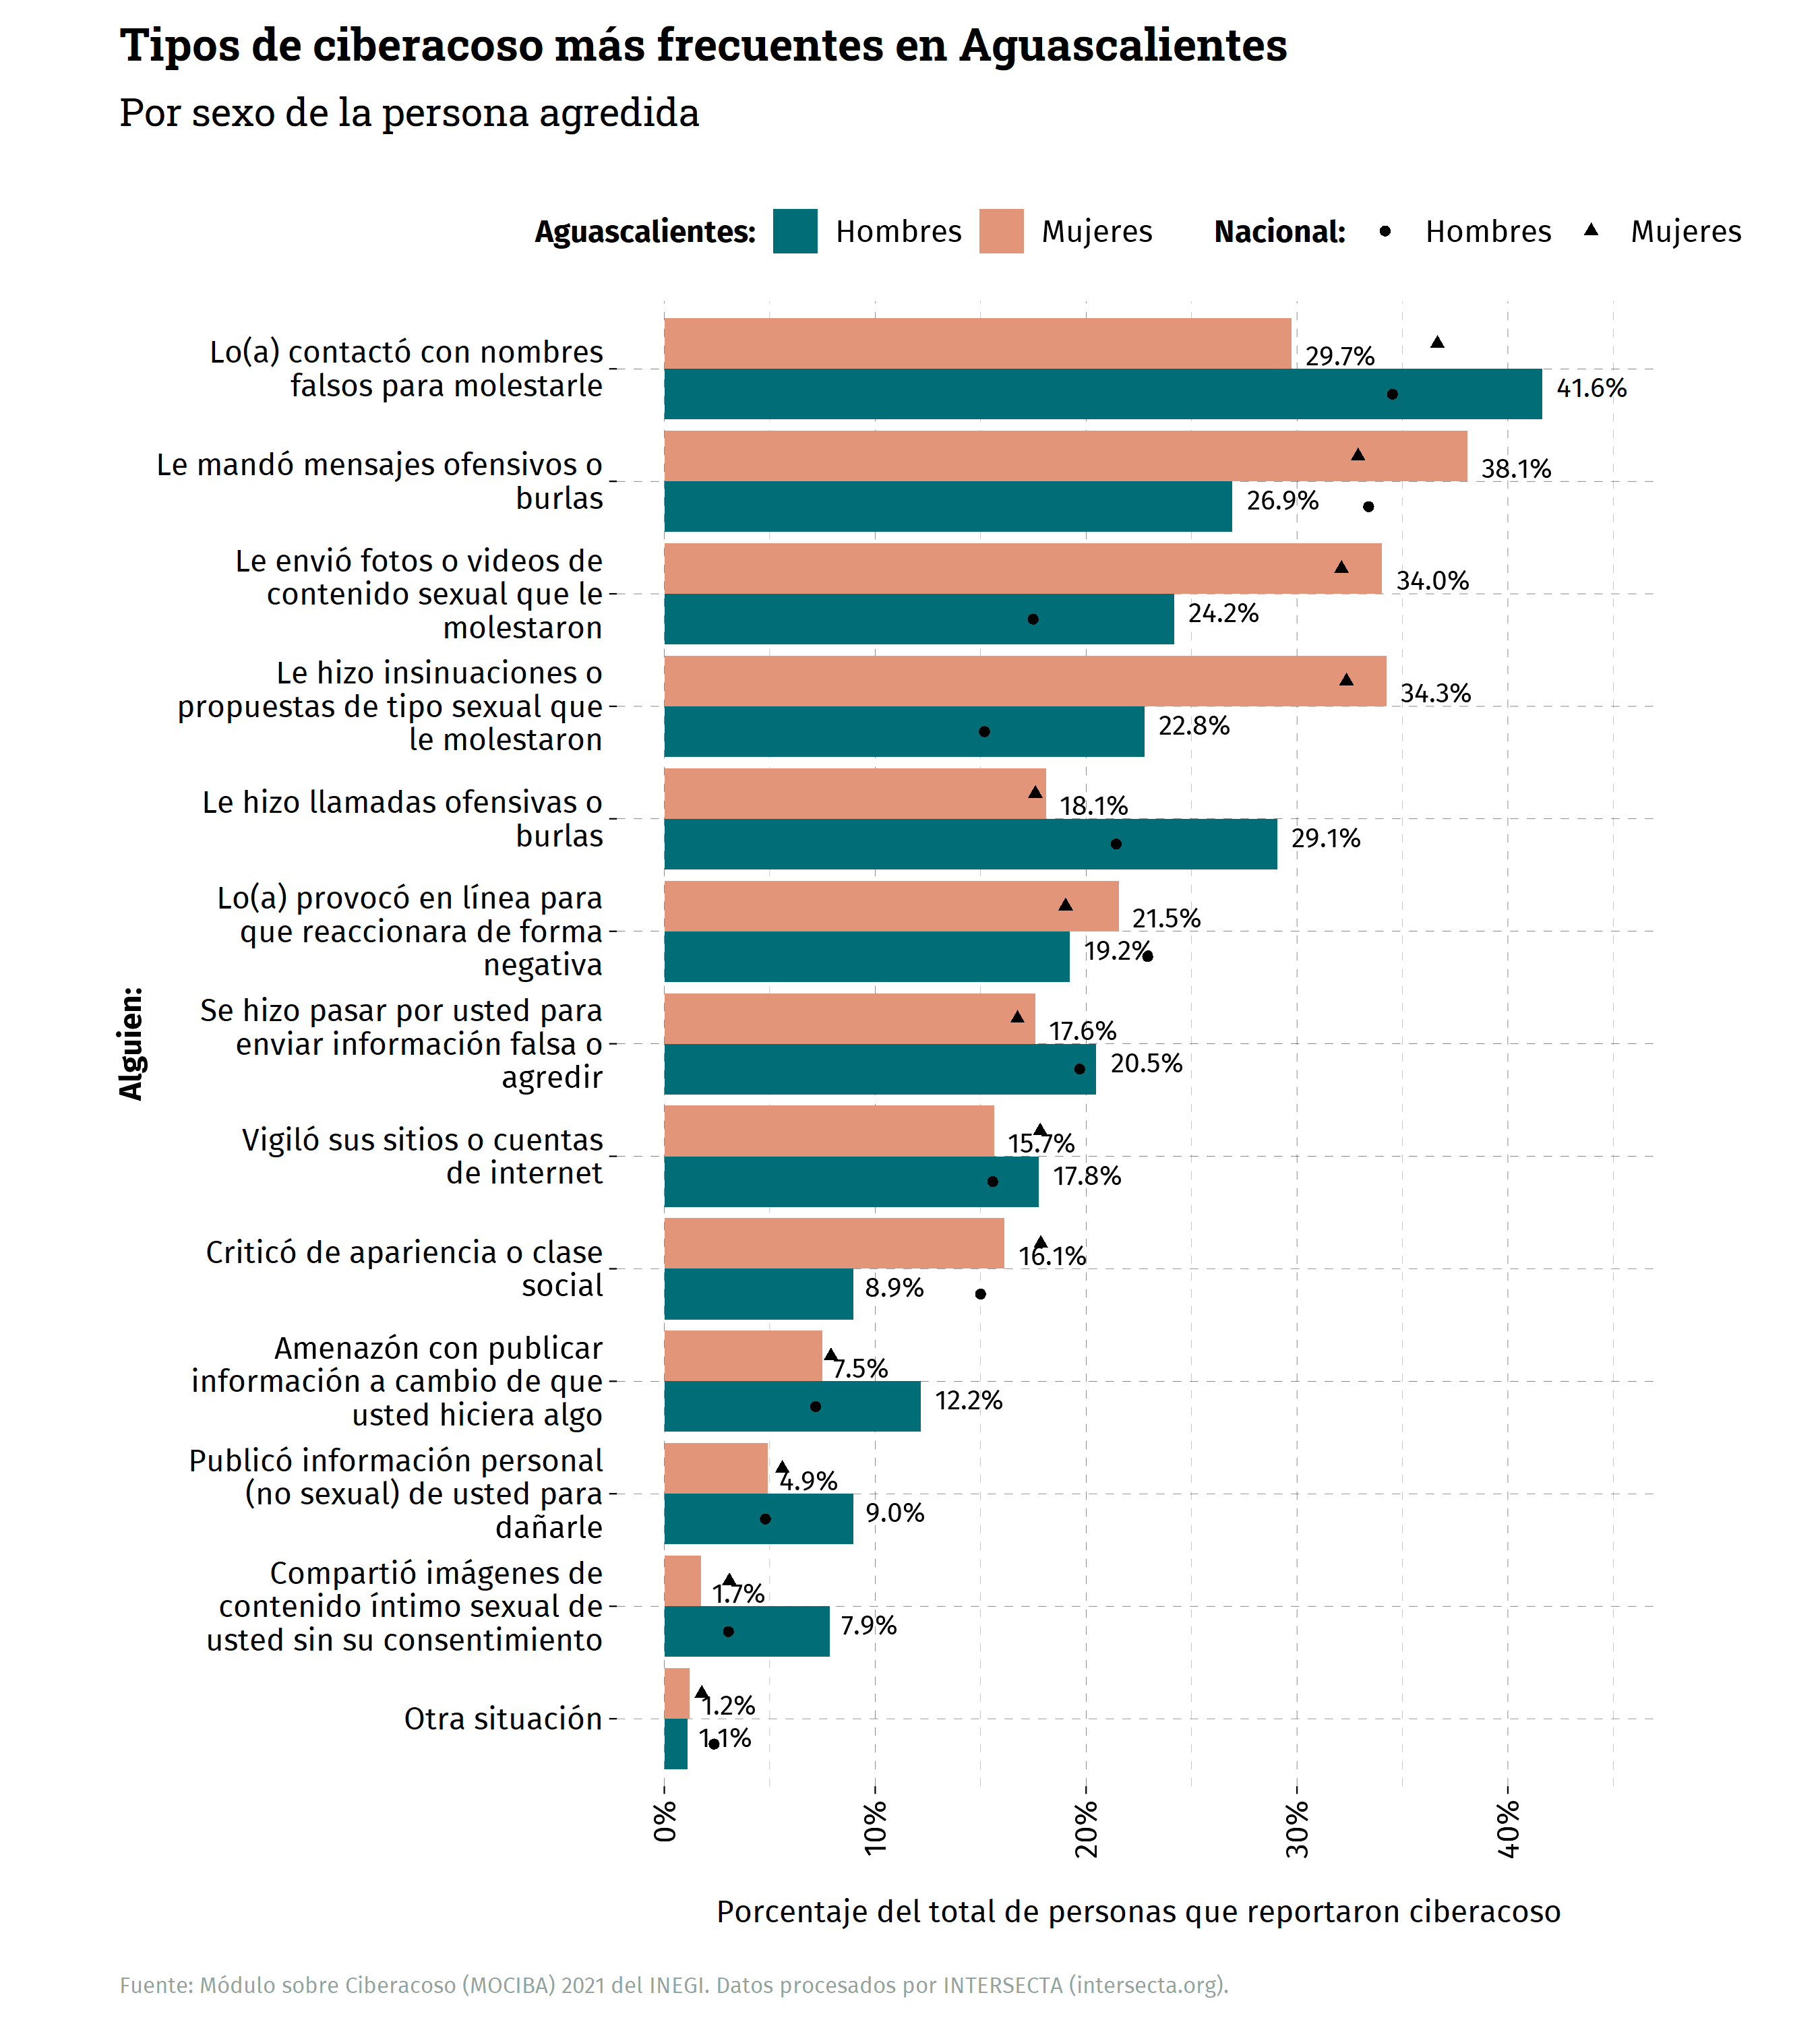 Tipos de ciberacoso más frecuentes en Aguascalientes
Por sexo de la persona agredida
Aguascalientes: Hombres Mujeres Nacional: Hombres Mujeres
Alguien:
Lo(a) contactó con nombres
falsos para molestarle
29.7%
41.6%
Le mandó mensajes ofensivos o
burlas
38.1%
26.9%
Le envió fotos o videos de
contenido sexual que le
molestaron
34.0%
24.2%
Le hizo insinuaciones o
propuestas de tipo sexual que
le molestaron
34.3%
22.8%
Le hizo llamadas ofensivas o
burlas
18.1%
29.1%
Lo(a) provocó en línea para
que reaccionara de forma
negativa
21.5%
19.2%
Se hizo pasar por usted para
enviar información falsa o
agredir
17.6%
20.5%
Vigiló sus sitios o cuentas
de internet
15.7%
17.8%
Criticó de apariencia o clase
social
16.1%
8.9%
Amenazón con publicar
información a cambio de que
usted hiciera algo
7.5%
12.2%
Publicó información personal
(no sexual) de usted para
dañarle
4.9%
9.0%
Compartió imágenes de
contenido íntimo sexual de
usted sin su consentimiento
1.7%
7.9%
Otra situación
1.2%
1.1%
0% 10% 20% 30% 40%
Porcentaje del total de personas que reportaron ciberacoso
Fuente: Módulo sobre Ciberacoso (MOCIBA) 2021 del INEGI. Datos procesados por INTERSECTA (intersecta.org).